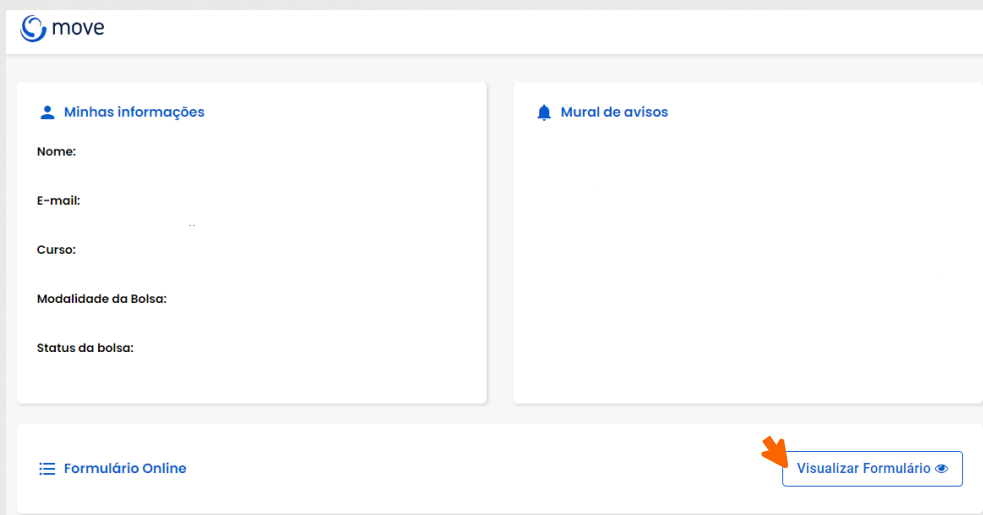 move
Minhas informações
Nome:
E-mail:
Curso:
Modalidade da Bolsa:
Status da bolsa:
Mural de avisos
Formulário Online
Visualizar Formulário